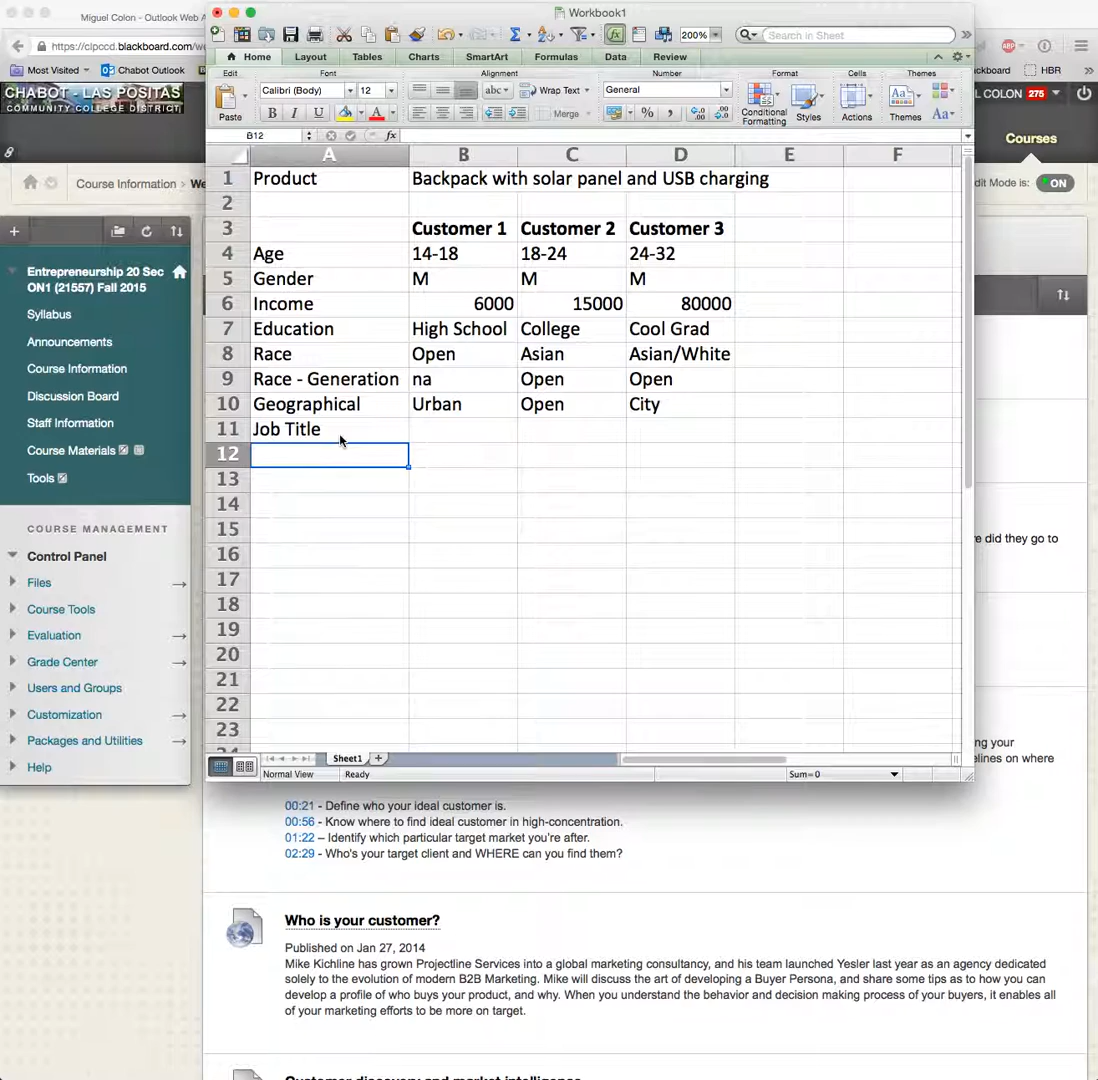 Miguel Colon - Outlook Web A
Workbook1
https://clpccd.blackboard.com/we
200%
Search in Sheet
Most Visited
Chabot Outlook
ckboard
HBR
Home
Layout
Tables
Charts
SmartArt
Formulas
Data
Review
Edit
Font
Alignment
Number
Format
Cells
Themes
CHABOT - LAS POSITAS
COMMUNITY COLLEGE DISTRICT
Calibri (Body)
12
abc
Wrap Text
General
L COLON 275
Paste
B I U
Merge
Conditional
Formatting
Styles
Actions
Themes
Aa
B12
fx
Courses
A B C D E F
1 Product Backpack with solar panel and USB charging
2
3 Customer 1 Customer 2 Customer 3
4 Age 14-18 18-24 24-32
5 Gender M M M
6 Income 6000 15000 80000
7 Education High School College Cool Grad
8 Race Open Asian Asian/White
9 Race - Generation na Open Open
10 Geographical Urban Open City
11 Job Title
12
13
14
15
16
17
18
19
20
21
22
23
Sheet1
Normal View
Ready
Sum=0
Course Information
We
dit Mode is:
ON
Entrepreneurship 20 Sec
ON1 (21557) Fall 2015
Syllabus
Announcements
Course Information
Discussion Board
Staff Information
Course Materials
Tools
COURSE MANAGEMENT
Control Panel
Files
Course Tools
Evaluation
Grade Center
Users and Groups
Customization
Packages and Utilities
Help
e did they go to
ng your
elines on where
00:21 - Define who your ideal customer is.
00:56 - Know where to find ideal customer in high-concentration.
01:22 – Identify which particular target market you're after.
02:29 - Who's your target client and WHERE can you find them?
Who is your customer?
Published on Jan 27, 2014
Mike Kichline has grown Projectline Services into a global marketing consultancy, and his team launched Yesler last year as an agency dedicated
solely to the evolution of modern B2B Marketing. Mike will discuss the art of developing a Buyer Persona, and share some tips as to how you can
develop a profile of who buys your product, and why. When you understand the behavior and decision making process of your buyers, it enables all
of your marketing efforts to be more on target.
Customer discovery and market intelligence